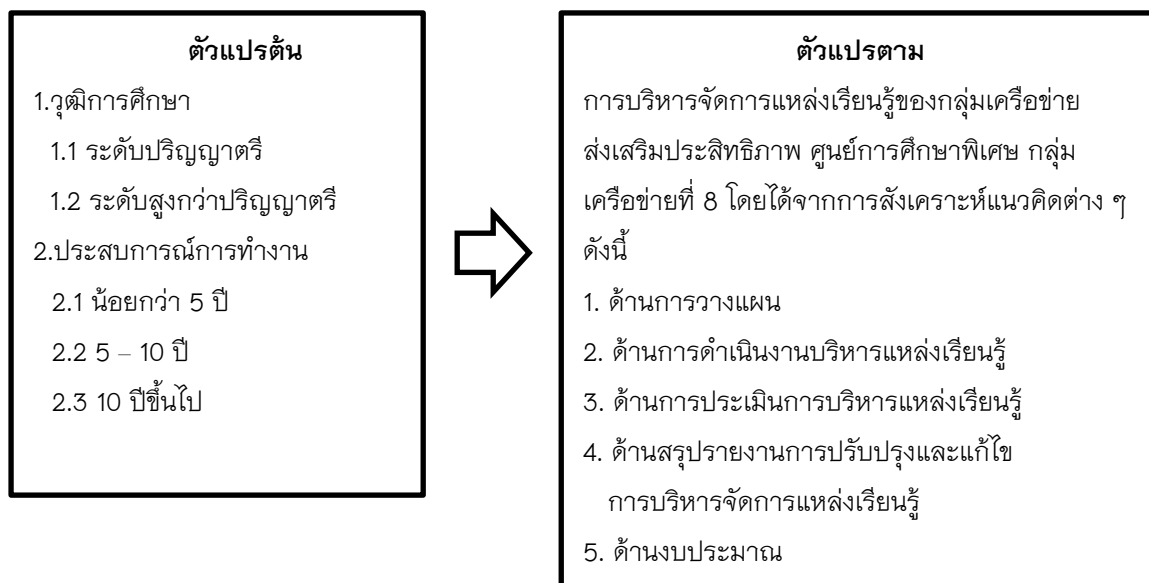 ตัวแปรต้น
1.วุฒิการศึกษา
1.1 ระดับปริญญาตรี
1.2 ระดับสูงกว่าปริญญาตรี
2.ประสบการณ์การทำงาน
2.1 น้อยกว่า 5 ปี
2.2 5 – 10 ปี
2.3 10 ปีขึ้นไป
ตัวแปรตาม
การบริหารจัดการแหล่งเรียนรู้ของกลุ่มเครือข่าย
ส่งเสริมประสิทธิภาพ ศูนย์การศึกษาพิเศษ กลุ่ม
เครือข่ายที่ 8 โดยได้จากการสังเคราะห์แนวคิดต่าง ๆ
ดังนี้
1. ด้านการวางแผน
2. ด้านการดำเนินงานบริหารแหล่งเรียนรู้
3. ด้านการประเมินการบริหารแหล่งเรียนรู้
4. ด้านสรุปรายงานการปรับปรุงและแก้ไข
การบริหารจัดการแหล่งเรียนรู้
5. ด้านงบประมาณ